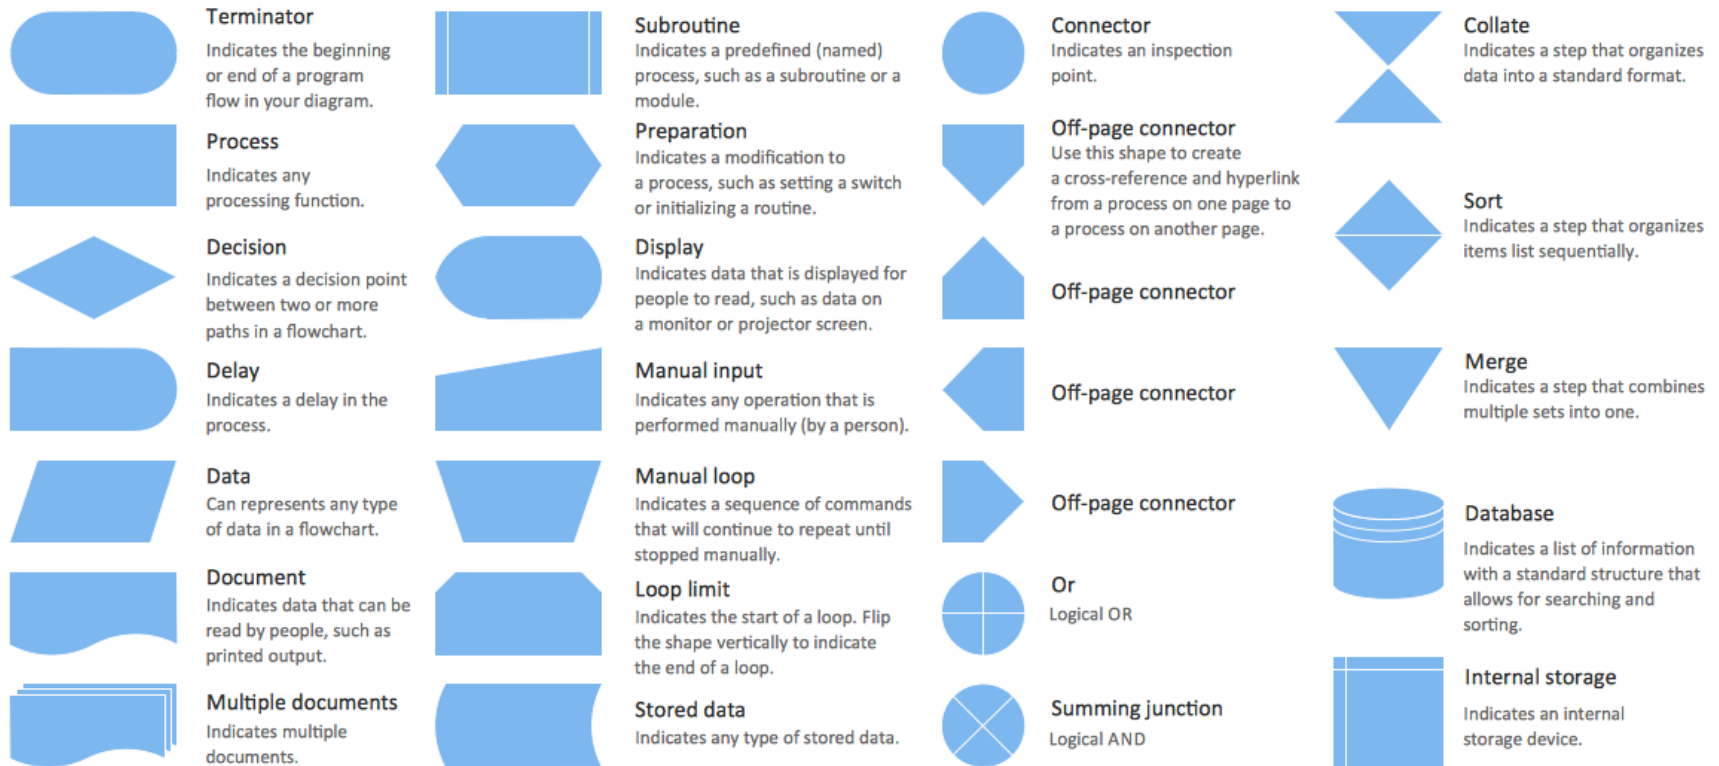 Terminator
Indicates the beginning
or end of a program
flow in your diagram.
Process
Indicates any
processing function.
Decision
Indicates a decision point
between two or more
paths in a flowchart.
Delay
Indicates a delay in the
process.
Data
Can represents any type
of data in a flowchart.
Document
Indicates data that can be
read by people, such as
printed output.
Multiple documents
Indicates multiple
documents.
Subroutine
Indicates a predefined (named)
process, such as a subroutine or a
module.
Preparation
Indicates a modification to
a process, such as setting a switch
or initializing a routine.
Display
Indicates data that is displayed for
people to read, such as data on
a monitor or projector screen.
Manual input
Indicates any operation that is
performed manually (by a person).
Manual loop
Indicates a sequence of commands
that will continue to repeat until
stopped manually.
Loop limit
Indicates the start of a loop. Flip
the shape vertically to indicate
the end of a loop.
Stored data
Indicates any type of stored data.
Connector
Indicates an inspection
point.
Off-page connector
Use this shape to create
a cross-reference and hyperlink
from a process on one page to
a process on another page.
Off-page connector
Off-page connector
Off-page connector
Or
Logical OR
Summing junction
Logical AND
Collate
Indicates a step that organizes
data into a standard format.
Sort
Indicates a step that organizes
items list sequentially.
Merge
Indicates a step that combines
multiple sets into one.
Database
Indicates a list of information
with a standard structure that
allows for searching and
sorting.
Internal storage
Indicates an internal
storage device.